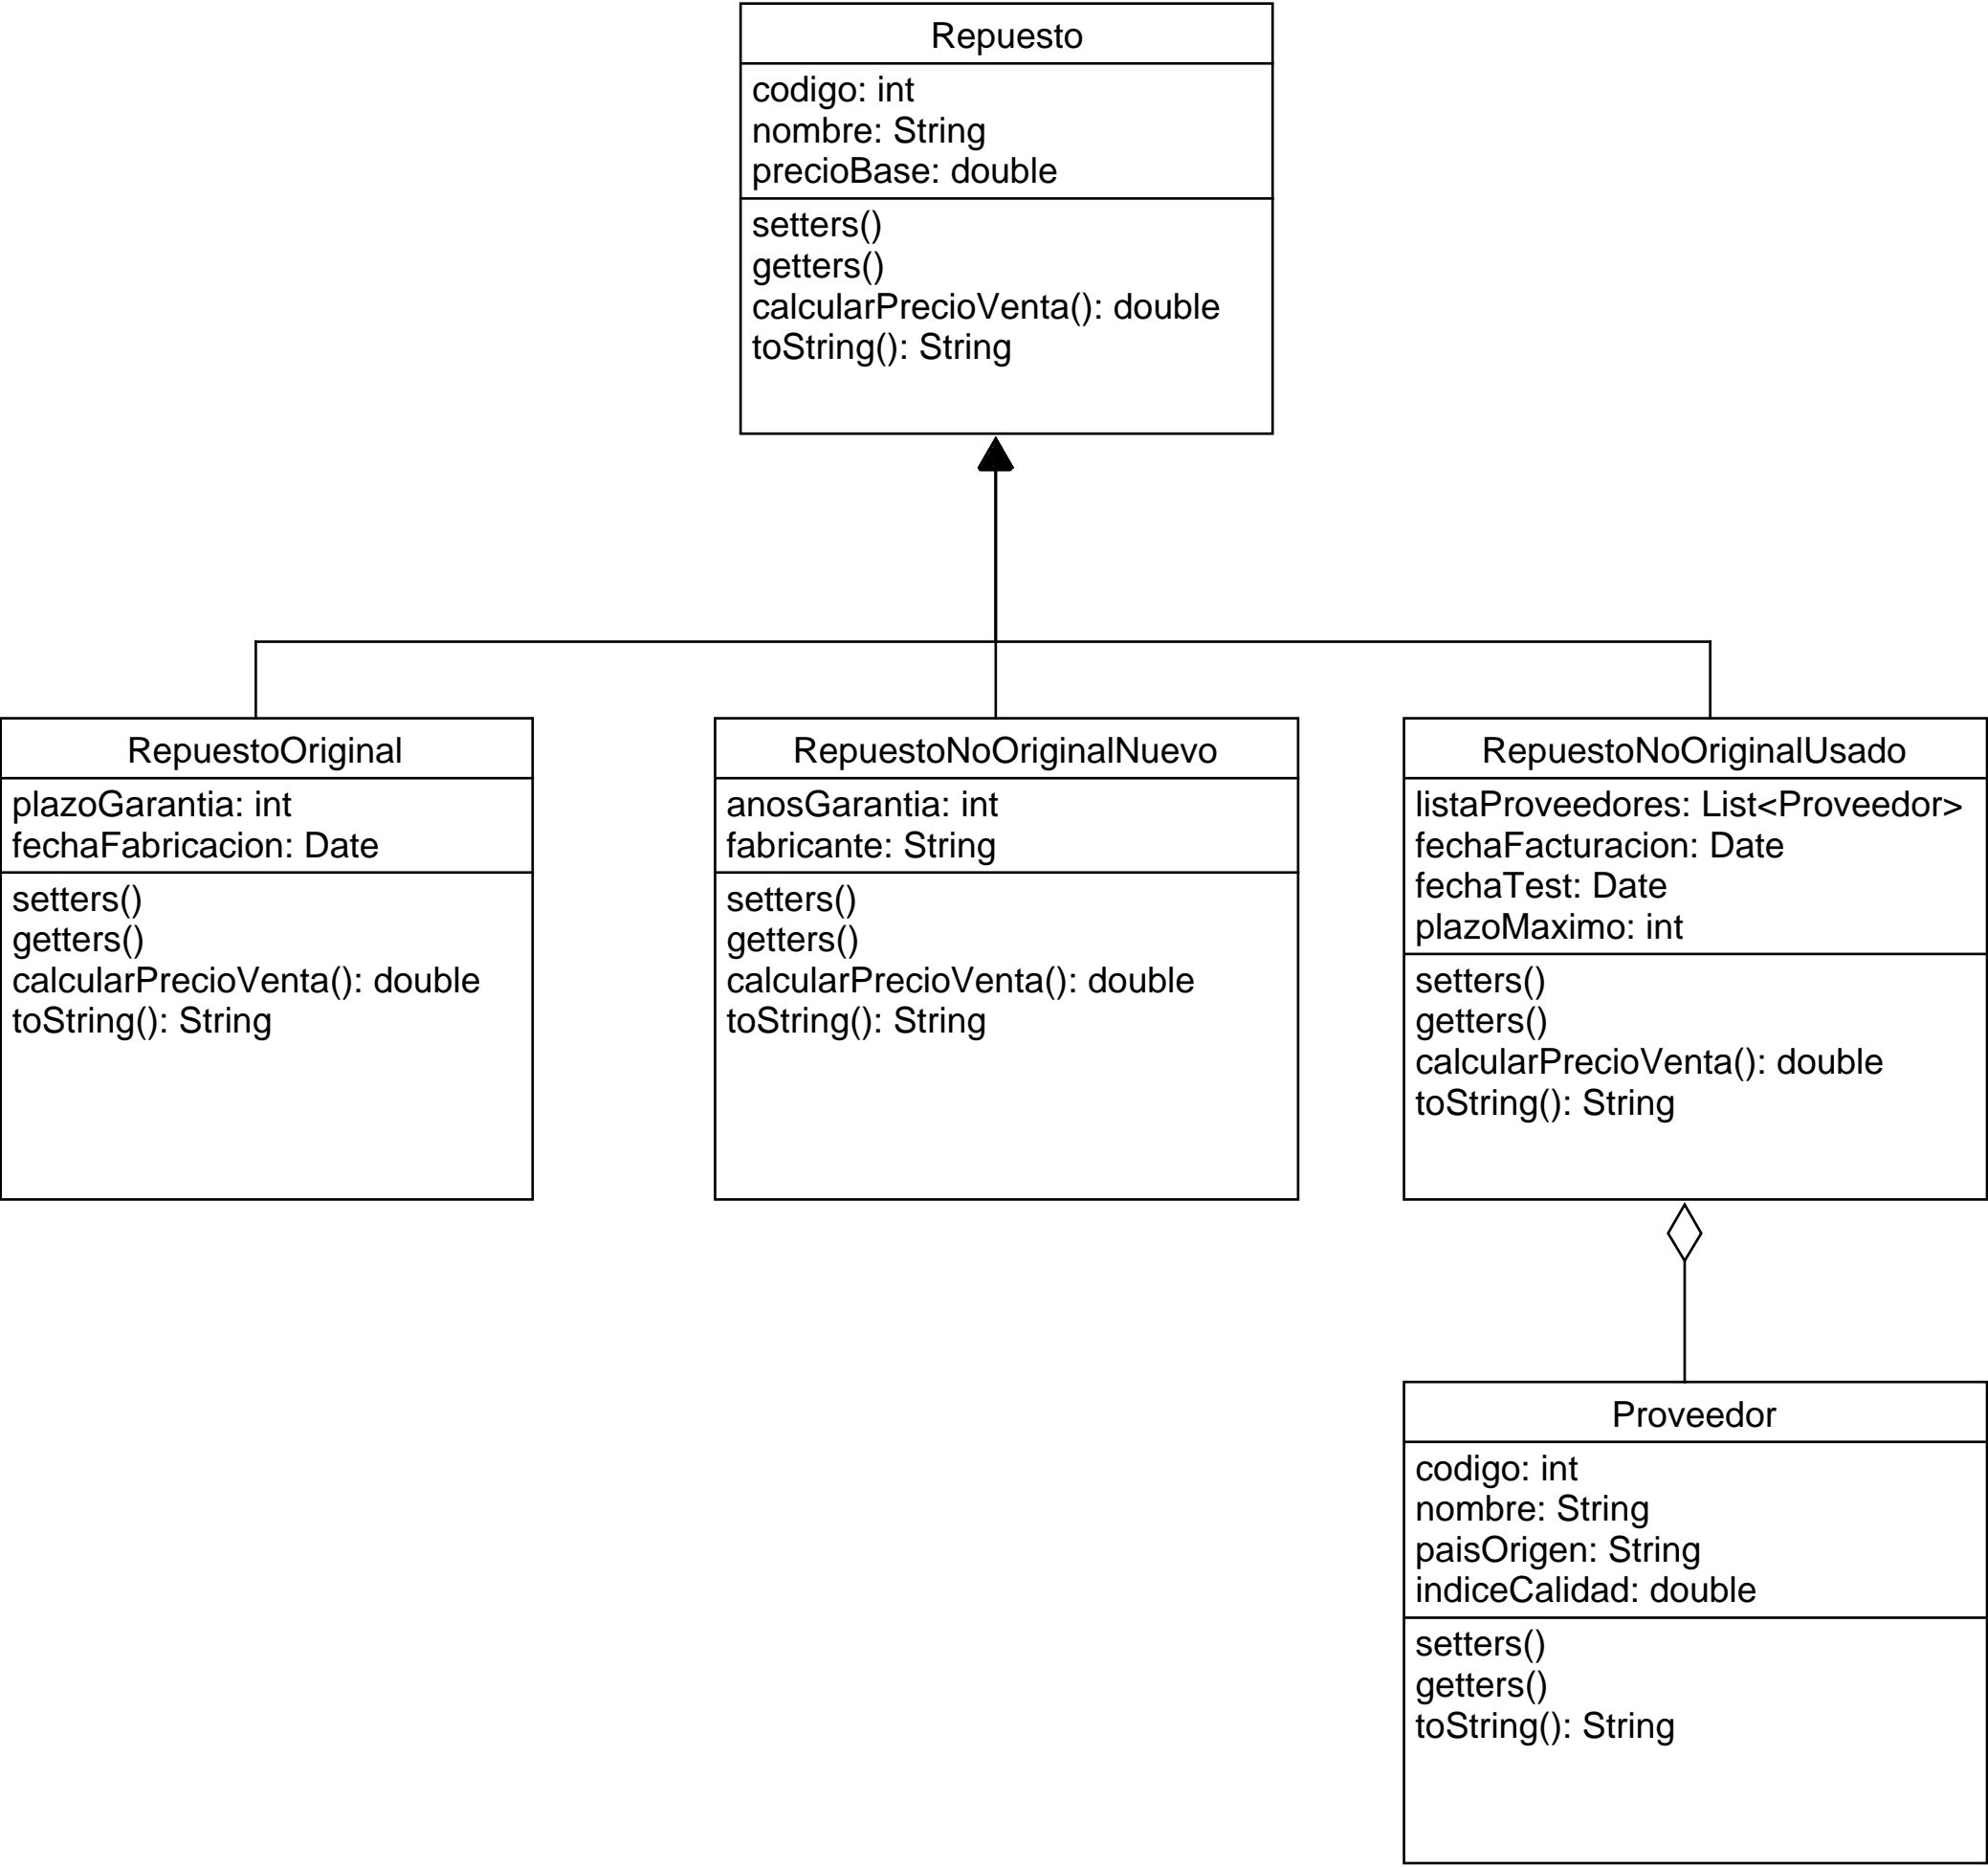 Repuesto
codigo: int
nombre: String
precioBase: double
setters()
getters()
calcularPrecioVenta(): double
toString(): String
RepuestoOriginal
plazoGarantia: int
fechaFabricacion: Date
setters()
getters()
calcularPrecioVenta(): double
toString(): String
RepuestoNoOriginalNuevo
anosGarantia: int
fabricante: String
setters()
getters()
calcularPrecioVenta(): double
toString(): String
RepuestoNoOriginalUsado
listaProveedores: List<Proveedor>
fechaFacturacion: Date
fechaTest: Date
plazoMaximo: int
setters()
getters()
calcularPrecioVenta(): double
toString(): String
Proveedor
codigo: int
nombre: String
paisOrigen: String
indiceCalidad: double
setters()
getters()
toString(): String